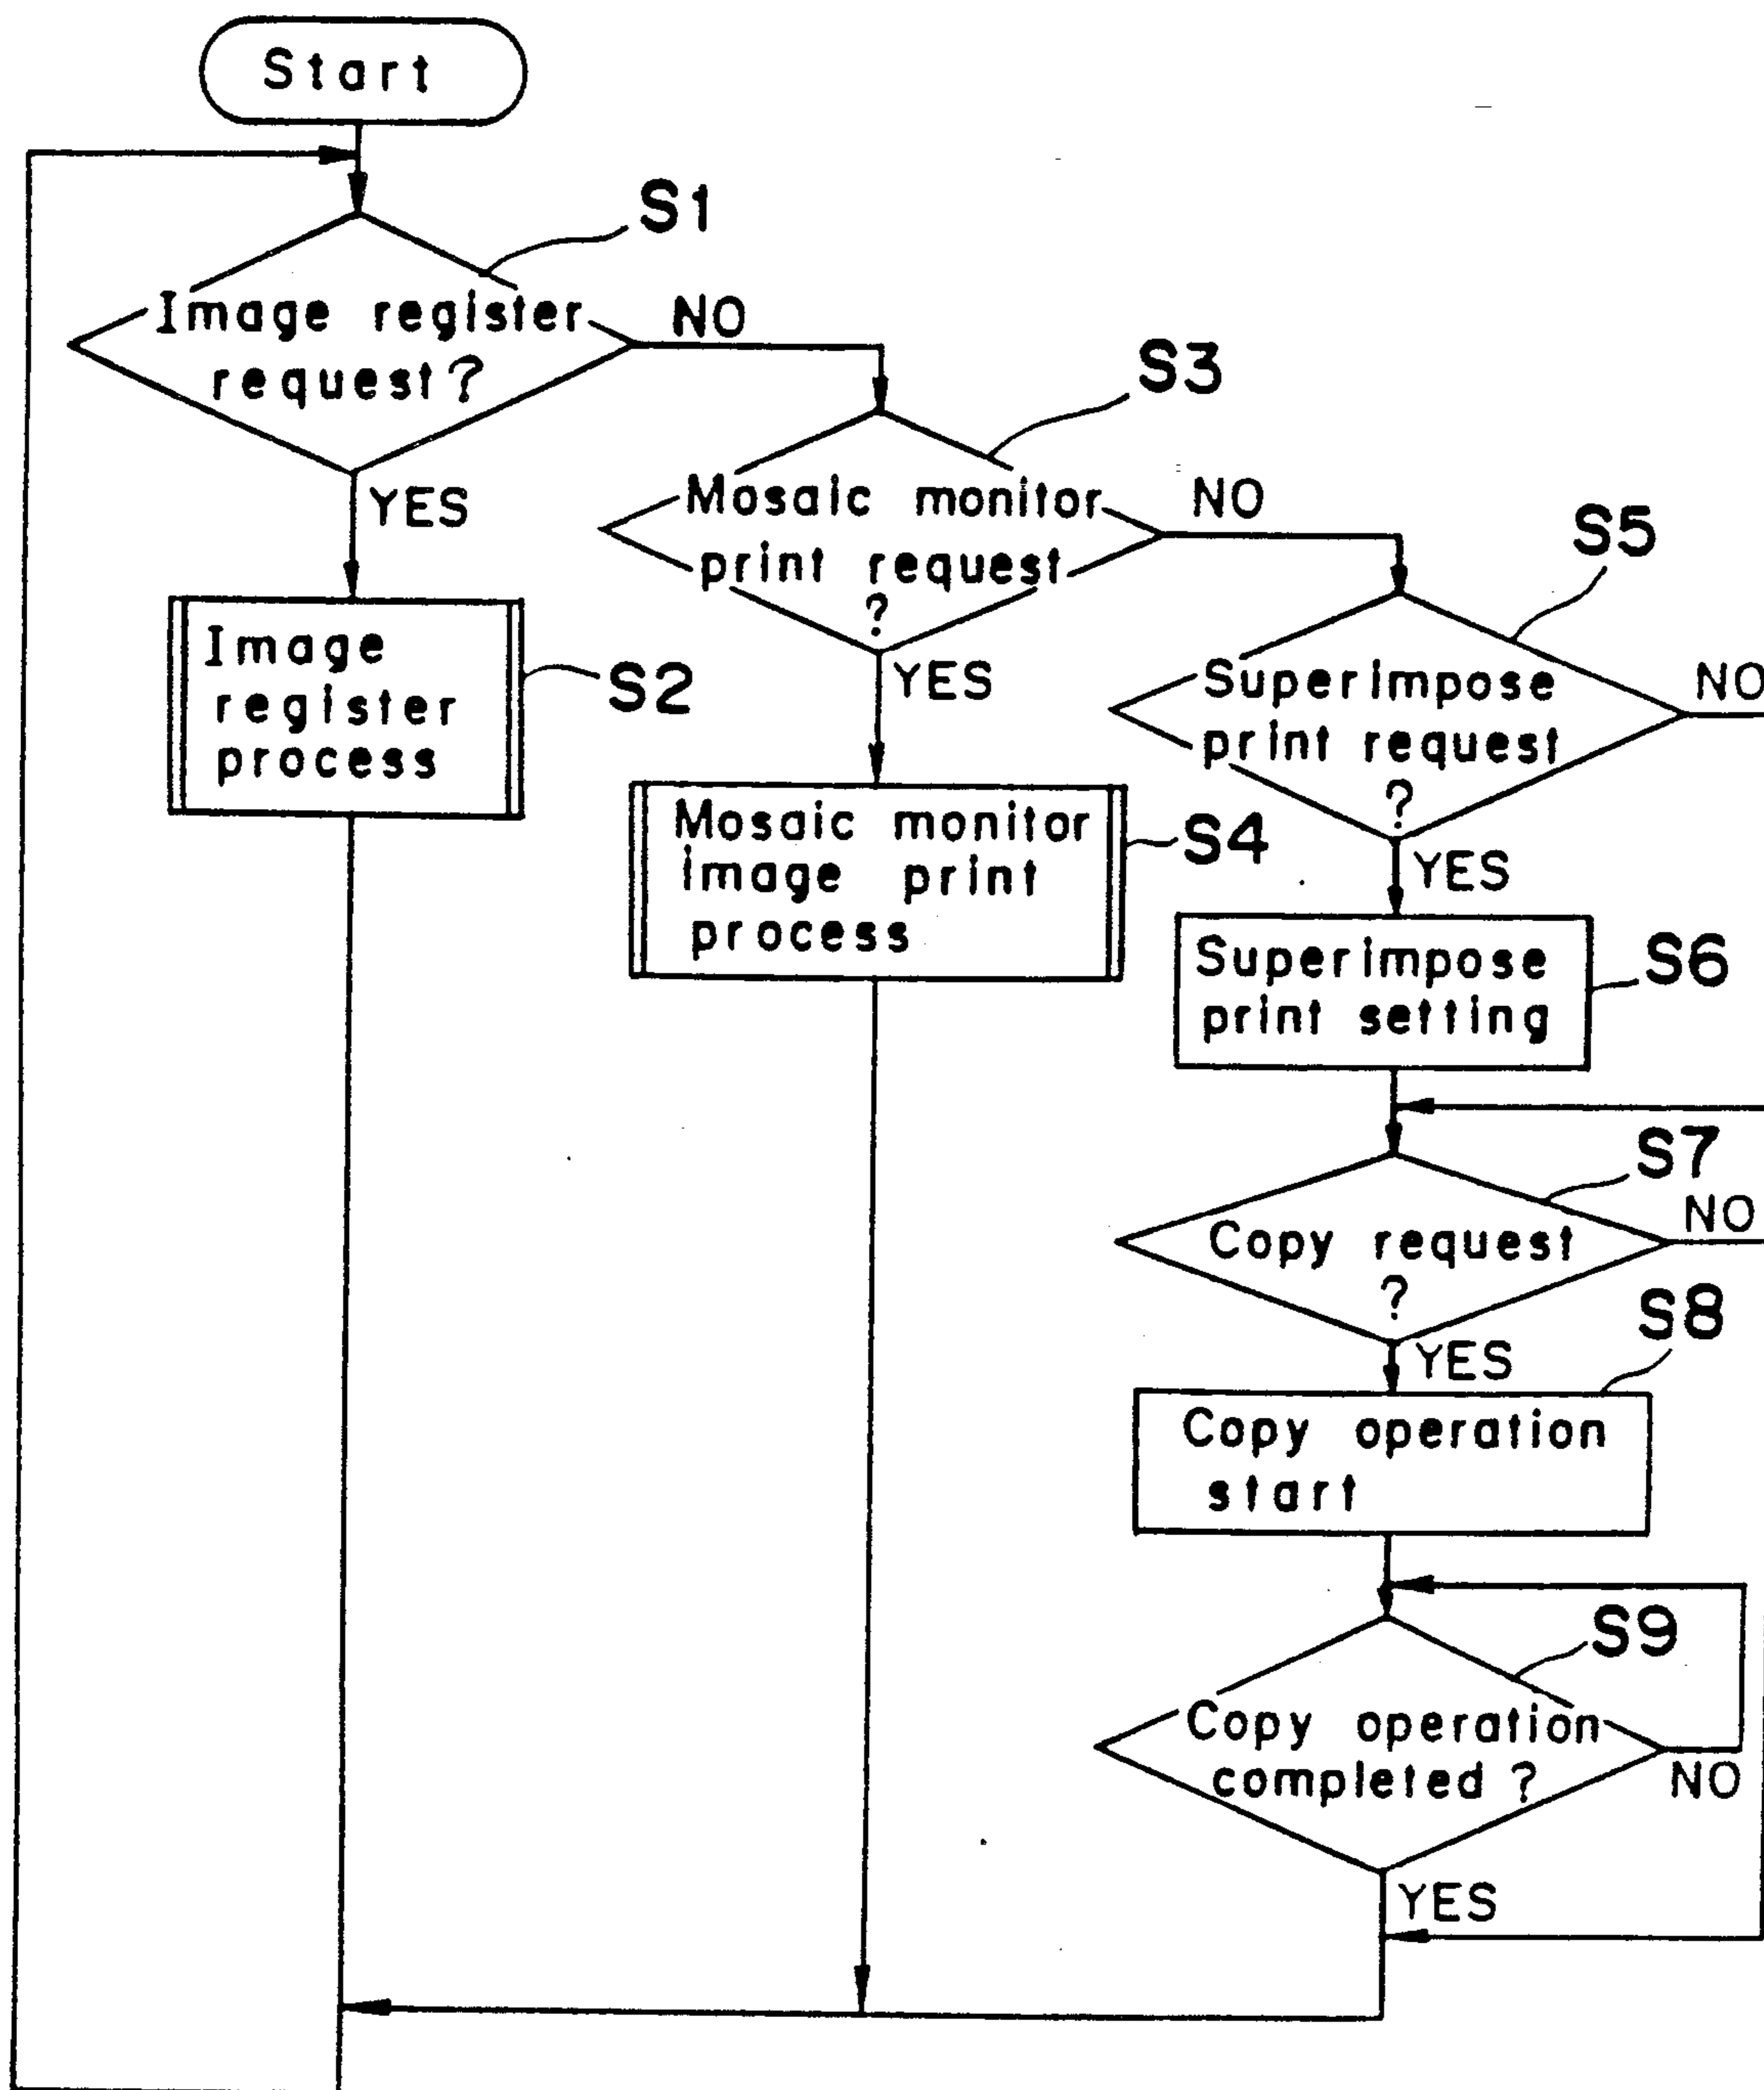 Start
S1
Image register
request?
NO
YES
S3
Mosaic monitor
print request
?
NO
YES
S5
Superimpose
print request
?
NO
YES
Image
register
process
S2
Mosaic monitor
image print
process
S4
Superimpose
print setting
S6
S7
Copy request
?
NO
YES
S8
Copy operation
start
S9
Copy operation
completed ?
NO
YES